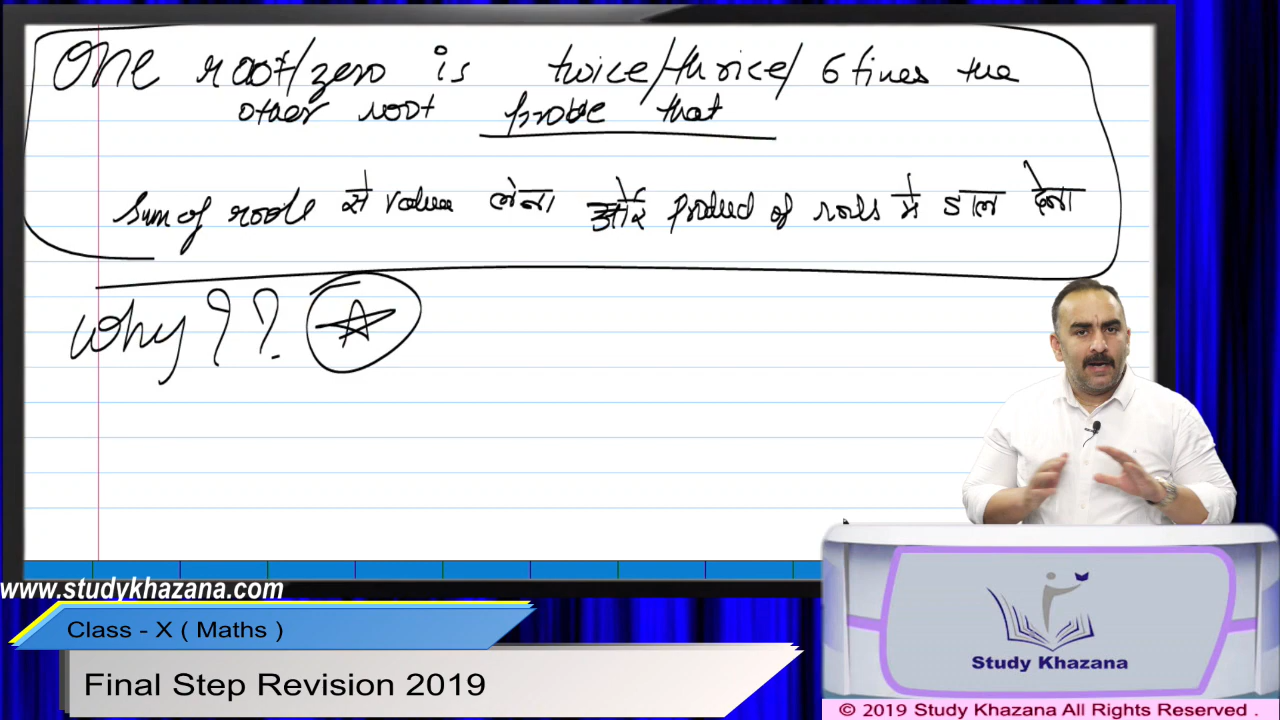 One root/zero is twice/thrice/ 6 times the
other root prove that
Sum of roots से value लेना और product of roots में डाल देना
Why ??
www.studykhazana.com
Class - X ( Maths )
Final Step Revision 2019
Study Khazana
© 2019 Study Khazana All Rights Reserved .